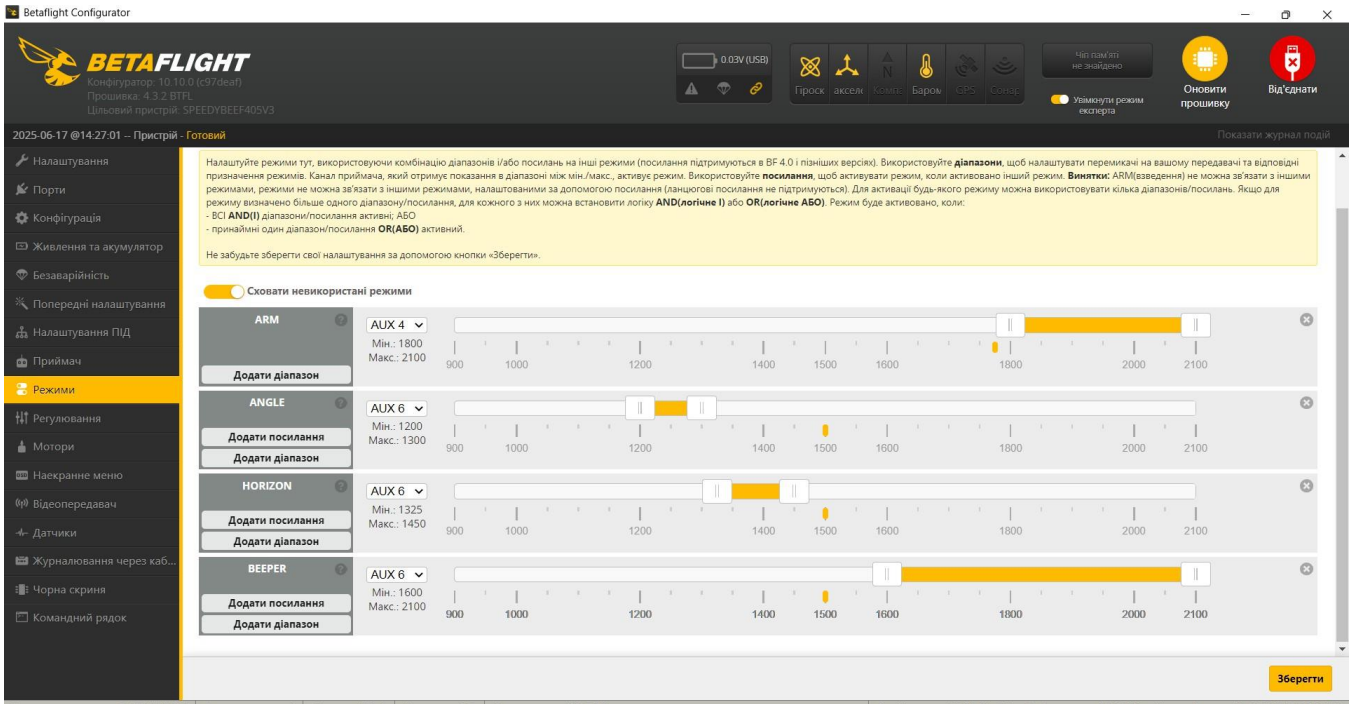 Betaflight Configurator
BETAFLIGHT
Конфігуратор: 10.10.0 (c97deaf)
Прошивка: 4.3.2 BTFL
Цільовий пристрій: SPEEDYBEEF405V3
0.03V (USB)
Гіроск
аксел
Комп.
Баром
GPS
Сонар
Чіп пам'яті
не знайдено
Увімкнути режим
експерта
Оновити
прошивку
Від'єднати
2025-06-17 @14:27:01 -- Пристрій - Готовий
Показати журнал подій
Налаштування
Порти
Конфігурація
Живлення та акумулятор
Безаварійність
Попередні налаштування
Налаштування ПІД
Приймач
Режими
Регулювання
Мотори
Наекранне меню
Відеопередавач
Датчики
Журналювання через каб...
Чорна скриня
Командний рядок
Налаштуйте режими тут, використовуючи комбінацію діапазонів і/або посилань на інші режими (посилання підтримуються в BF 4.0 і пізніших версіях). Використовуйте діапазони, щоб налаштувати перемикачі на вашому передавачі та відповідні
призначення режимів. Канал приймача, який отримує показання в діапазоні між мін./макс., активує режим. Використовуйте посилання, щоб активувати режим, коли активовано інший режим. Винятки: ARM(взведення) не можна зв'язати з іншими
режимами, режими не можна зв'язати з іншими режимами, налаштованими за допомогою посилання (ланцюгові посилання не підтримуються). Для активації будь-якого режиму можна використовувати кілька діапазонів/посилань. Якщо для
режиму визначено більше одного діапазону/посилання, для кожного з них можна встановити логіку AND(логічне І) або OR(логічне АБО). Режим буде активовано, коли:
- ВСІ AND(І) діапазони/посилання активні; АБО
- принаймні один діапазон/посилання OR(АБО) активний.
Не забудьте зберегти свої налаштування за допомогою кнопки «Зберегти».
Сховати невикористані режими
ARM
Додати діапазон
AUX 4
Мін.: 1800
Макс.: 2100
900 1000 1200 1400 1500 1600 1800 2000 2100
ANGLE
Додати посилання
Додати діапазон
AUX 6
Мін.: 1200
Макс.: 1300
900 1000 1200 1400 1500 1600 1800 2000 2100
HORIZON
Додати посилання
Додати діапазон
AUX 6
Мін.: 1325
Макс.: 1450
900 1000 1200 1400 1500 1600 1800 2000 2100
BEEPER
Додати посилання
Додати діапазон
AUX 6
Мін.: 1600
Макс.: 2100
900 1000 1200 1400 1500 1600 1800 2000 2100
Зберегти